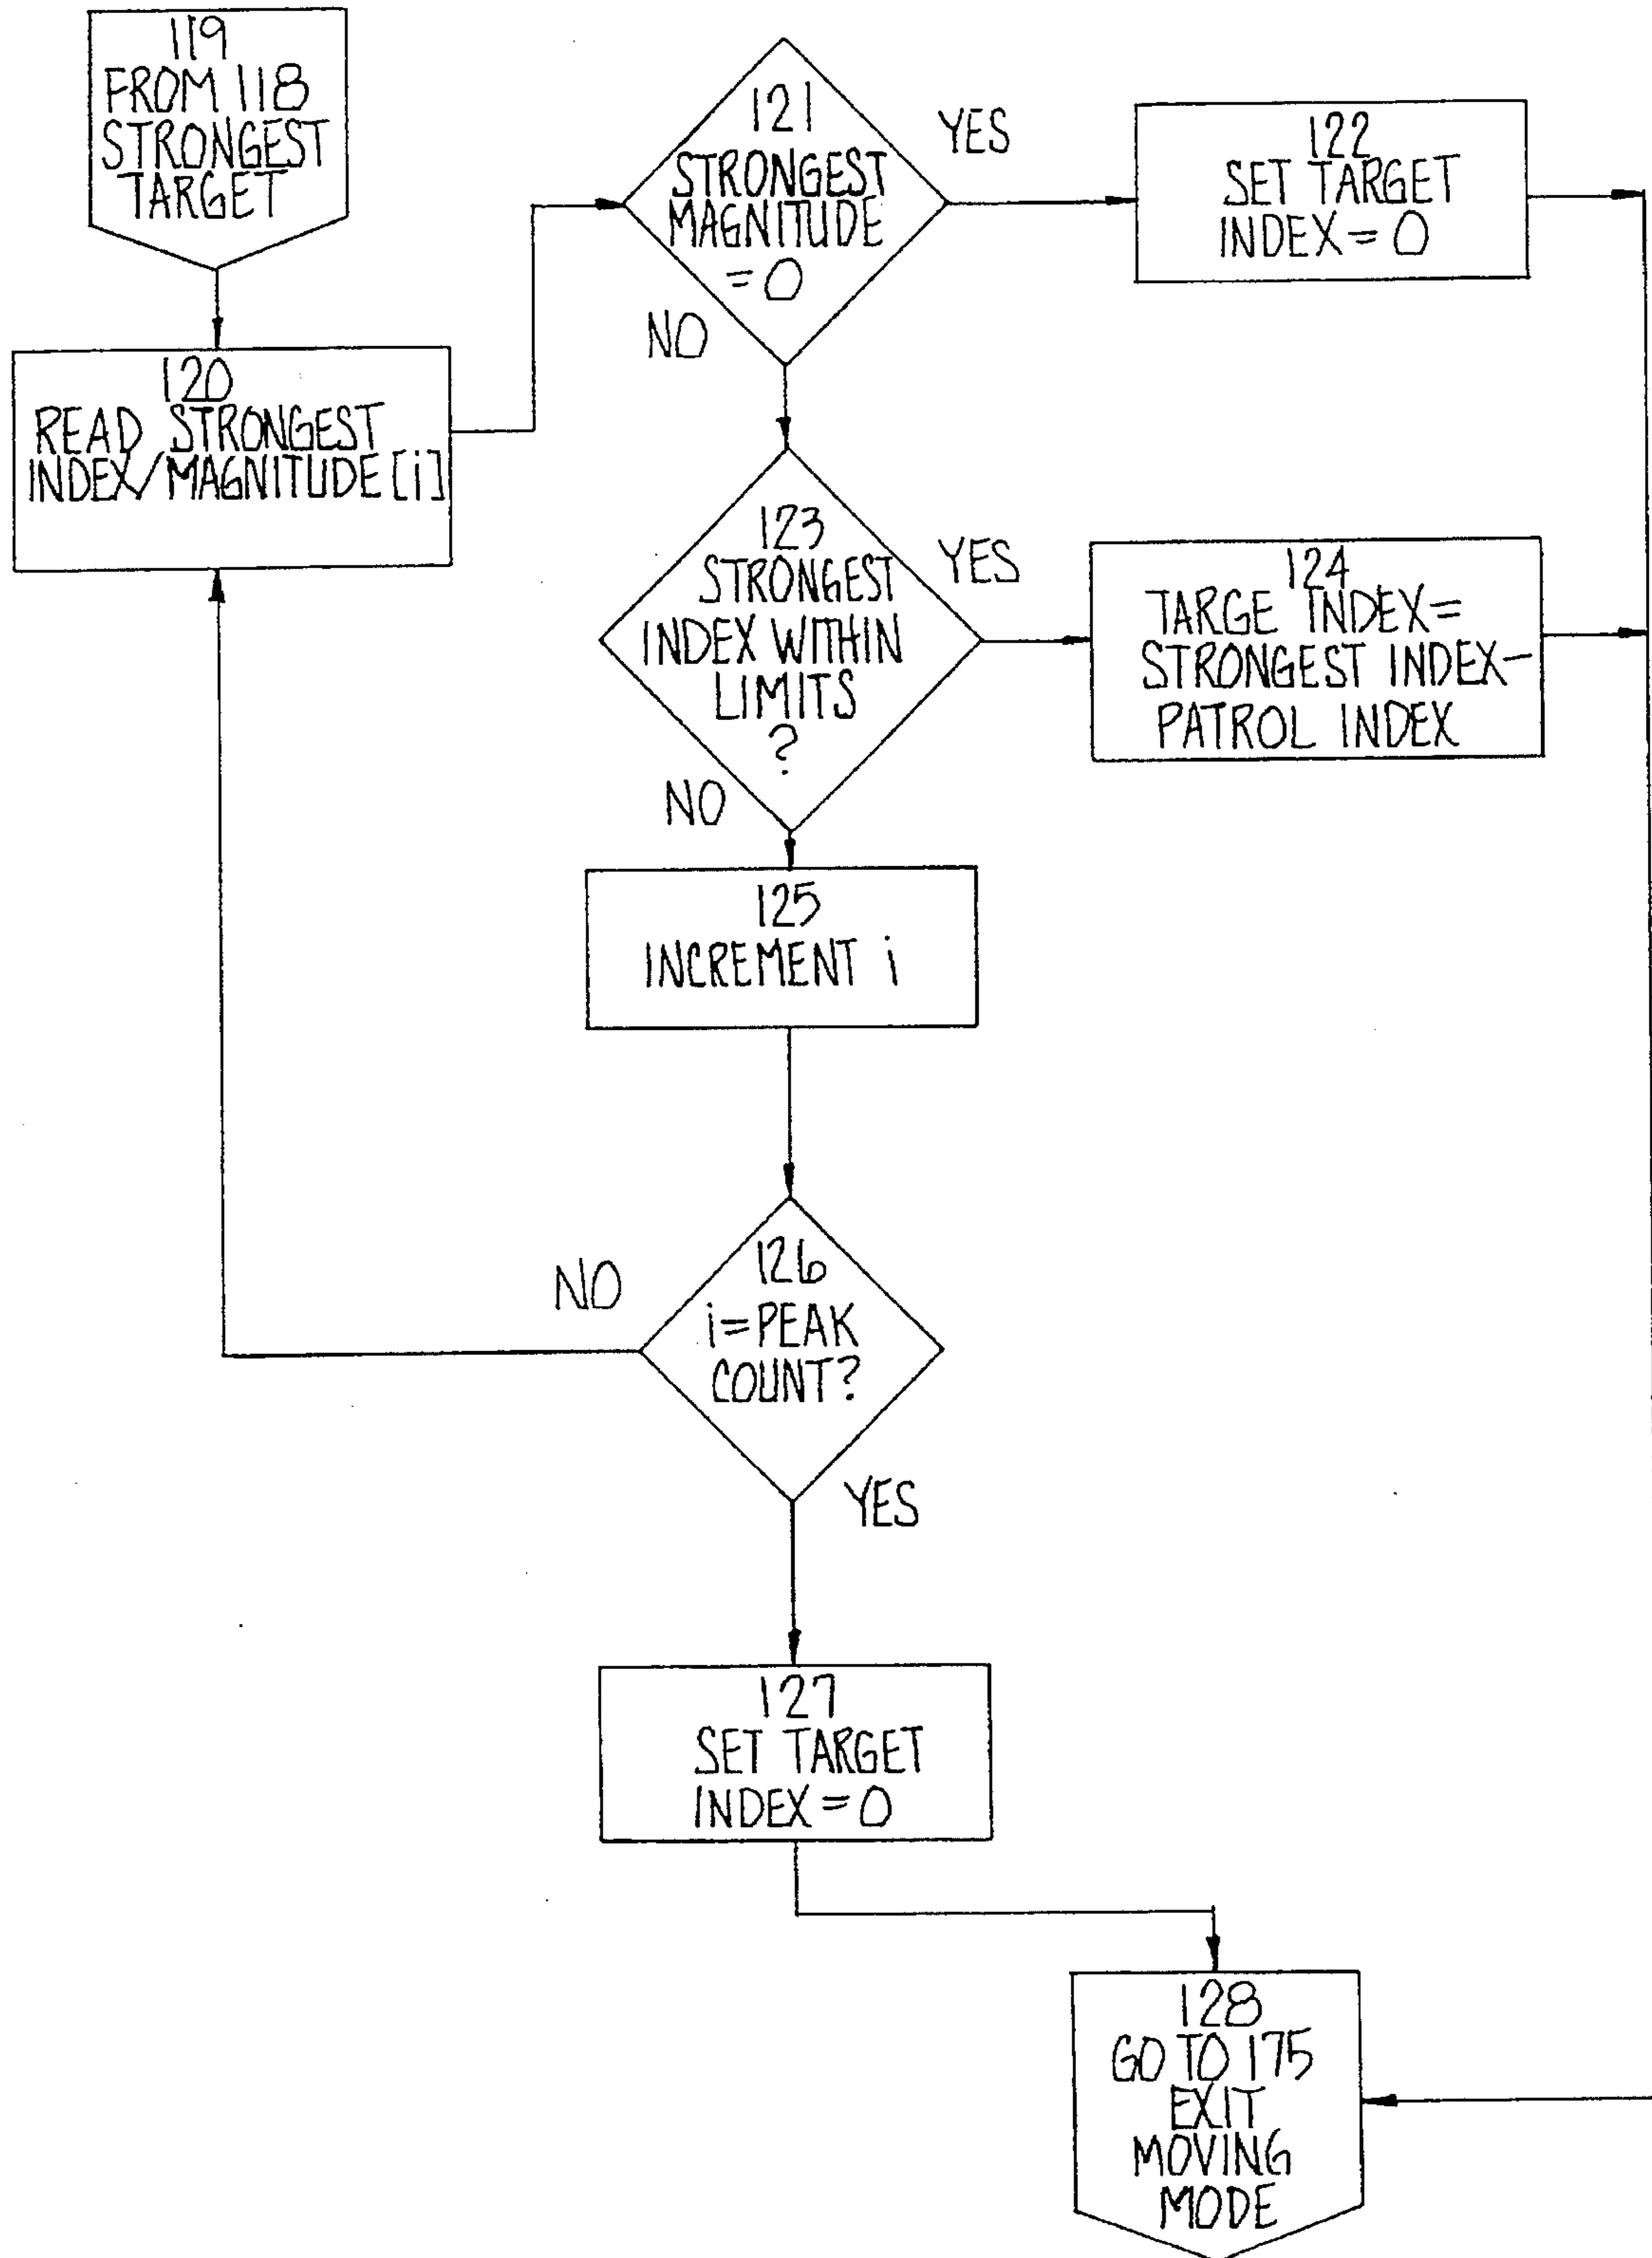 119
FROM 118
STRONGEST
TARGET
120
READ STRONGEST
INDEX/MAGNITUDE[i]
121
STRONGEST
MAGNITUDE
=0
YES
NO
122
SET TARGET
INDEX=0
123
STRONGEST
INDEX WITHIN
LIMITS
?
YES
NO
124
TARGE INDEX=
STRONGEST INDEX-
PATROL INDEX
125
INCREMENT i
126
i=PEAK
COUNT?
NO
YES
127
SET TARGET
INDEX=0
128
GO TO 175
EXIT
MOVING
MODE